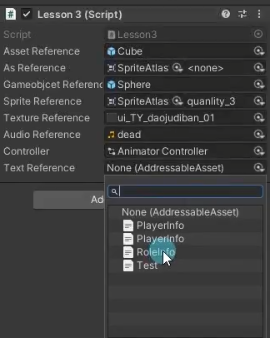 Lesson 3 (Script)
Script Lesson3
Asset Reference Cube
As Reference SpriteAtlas <none>
Gameobjcet Referenc Sphere
Sprite Reference SpriteAtlas quanlity_3
Texture Reference ui_TY_daojudiban_01
Audio Reference dead
Controller Animator Controller
Text Reference None (AddressableAsset)
Ad
None (AddressableAsset)
PlayerInfo
PlayerInfo
RoleInfo
Test